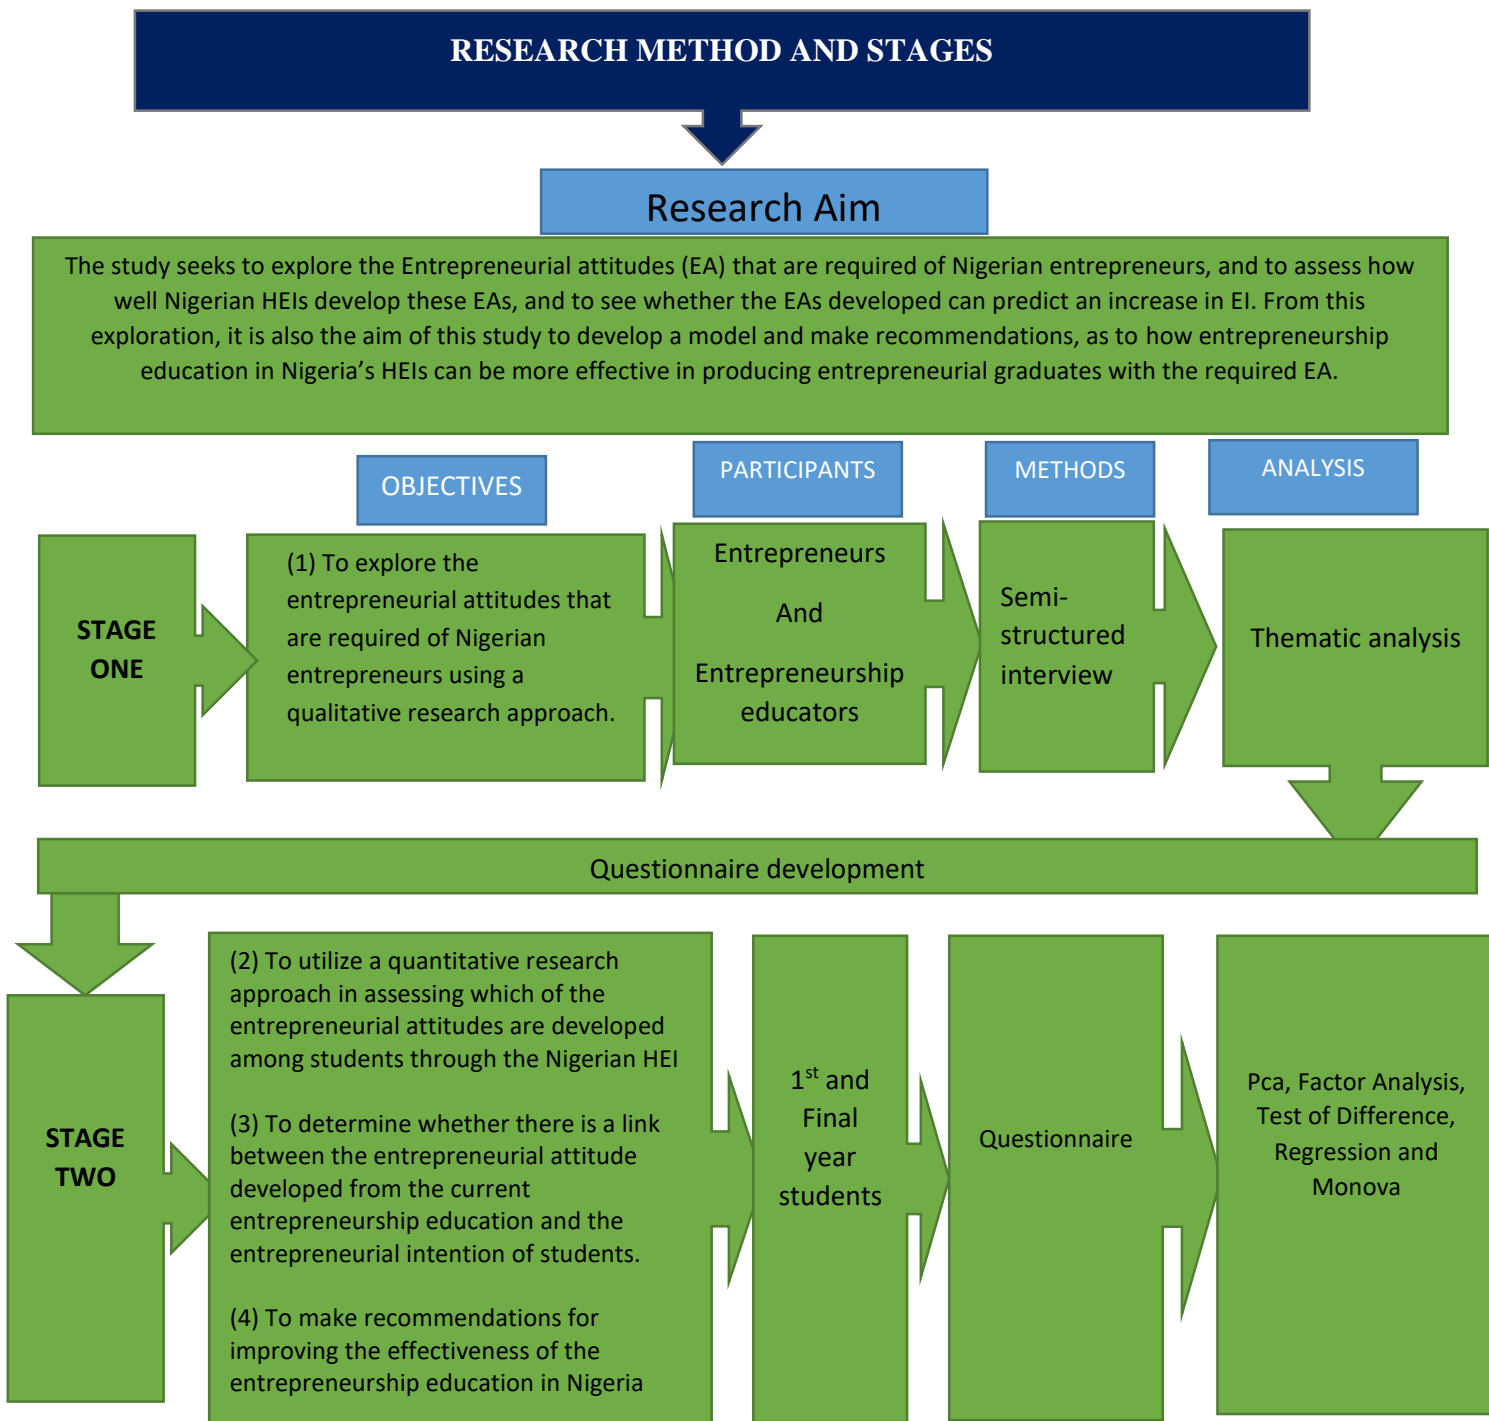 RESEARCH METHOD AND STAGES
Research Aim
The study seeks to explore the Entrepreneurial attitudes (EA) that are required of Nigerian entrepreneurs, and to assess how
well Nigerian HEIs develop these EAs, and to see whether the EAs developed can predict an increase in EI. From this
exploration, it is also the aim of this study to develop a model and make recommendations, as to how entrepreneurship
education in Nigeria’s HEIs can be more effective in producing entrepreneurial graduates with the required EA.
OBJECTIVES
PARTICIPANTS
METHODS
ANALYSIS
STAGE
ONE
(1) To explore the
entrepreneurial attitudes that
are required of Nigerian
entrepreneurs using a
qualitative research approach.
Entrepreneurs
And
Entrepreneurship
educators
Semi-
structured
interview
Thematic analysis
Questionnaire development
STAGE
TWO
(2) To utilize a quantitative research
approach in assessing which of the
entrepreneurial attitudes are developed
among students through the Nigerian HEI
(3) To determine whether there is a link
between the entrepreneurial attitude
developed from the current
entrepreneurship education and the
entrepreneurial intention of students.
(4) To make recommendations for
improving the effectiveness of the
entrepreneurship education in Nigeria
1st and
Final
year
students
Questionnaire
Pca, Factor Analysis,
Test of Difference,
Regression and
Monova